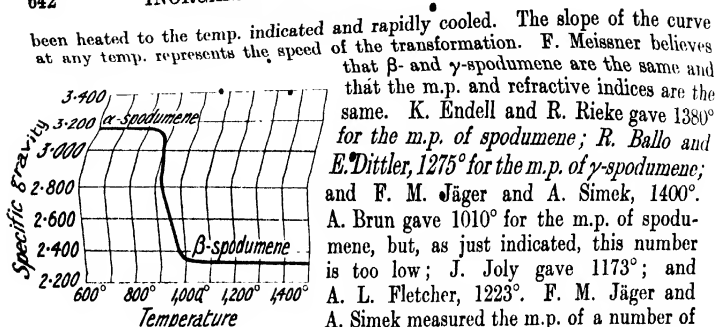 642
been heated to the temp. indicated and rapidly cooled. The slope of the curve
at any temp. represents the speed of the transformation. F. Meissner believes
that β- and γ-spodumene are the same and
that the m.p. and refractive indices are the
same. K. Endell and R. Rieke gave 1380°
for the m.p. of spodumene; R. Ballo and
E. Dittler, 1275° for the m.p. of γ-spodumene;
and F. M. Jäger and A. Simek, 1400°.
A. Brun gave 1010° for the m.p. of spodu-
mene, but, as just indicated, this number
is too low; J. Joly gave 1173°; and
A. L. Fletcher, 1223°. F. M. Jäger and
A. Simek measured the m.p. of a number of
Specific gravity
3·400
3·200
3·000
2·800
2·600
2·400
2·200
α-spodumene
β-spodumene
600° 800° 1,000° 1,200° 1,400°
Temperature